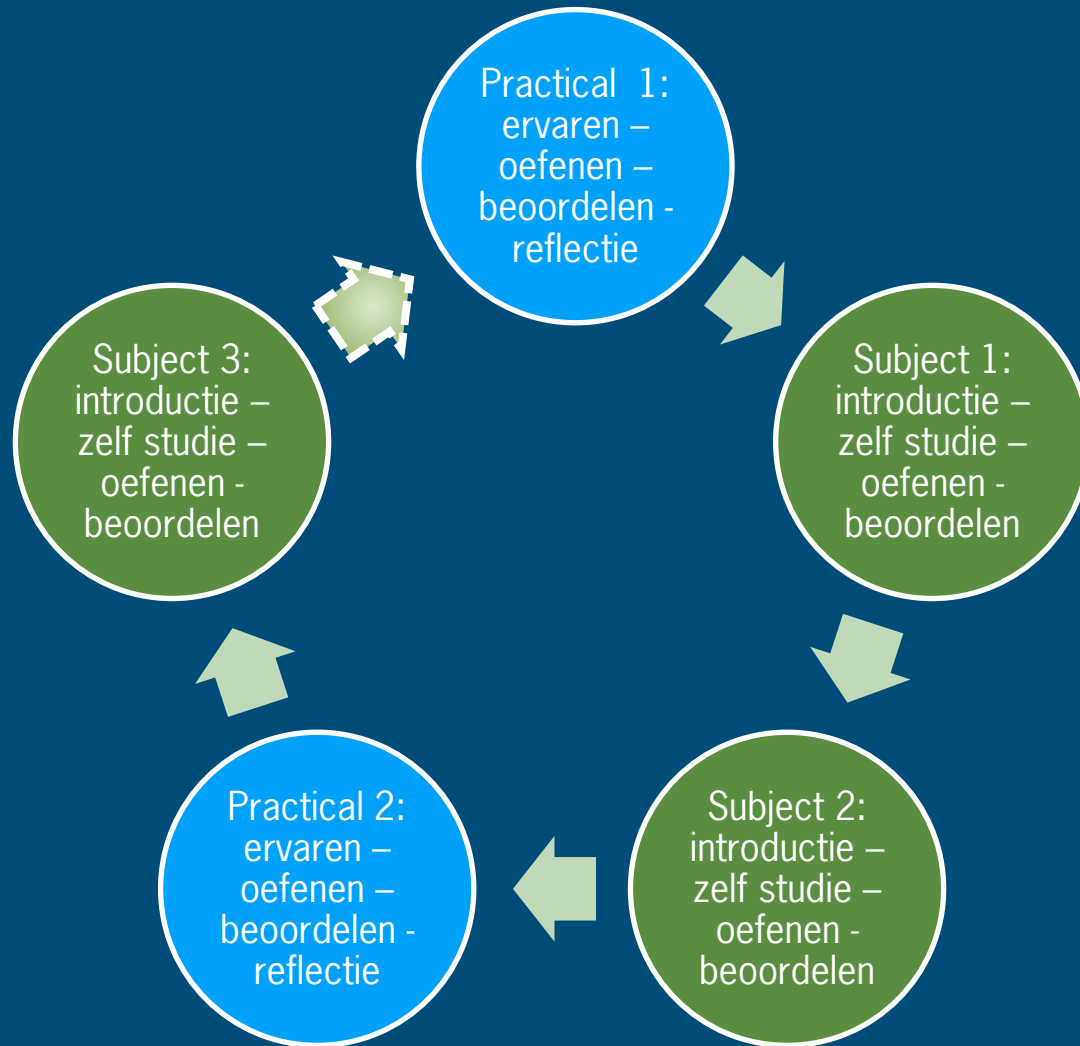 Practical 1:
ervaren –
oefenen –
beoordelen -
reflectie
Subject 1:
introductie –
zelf studie –
oefenen -
beoordelen
Subject 2:
introductie –
zelf studie –
oefenen -
beoordelen
Practical 2:
ervaren –
oefenen –
beoordelen -
reflectie
Subject 3:
introductie –
zelf studie –
oefenen -
beoordelen